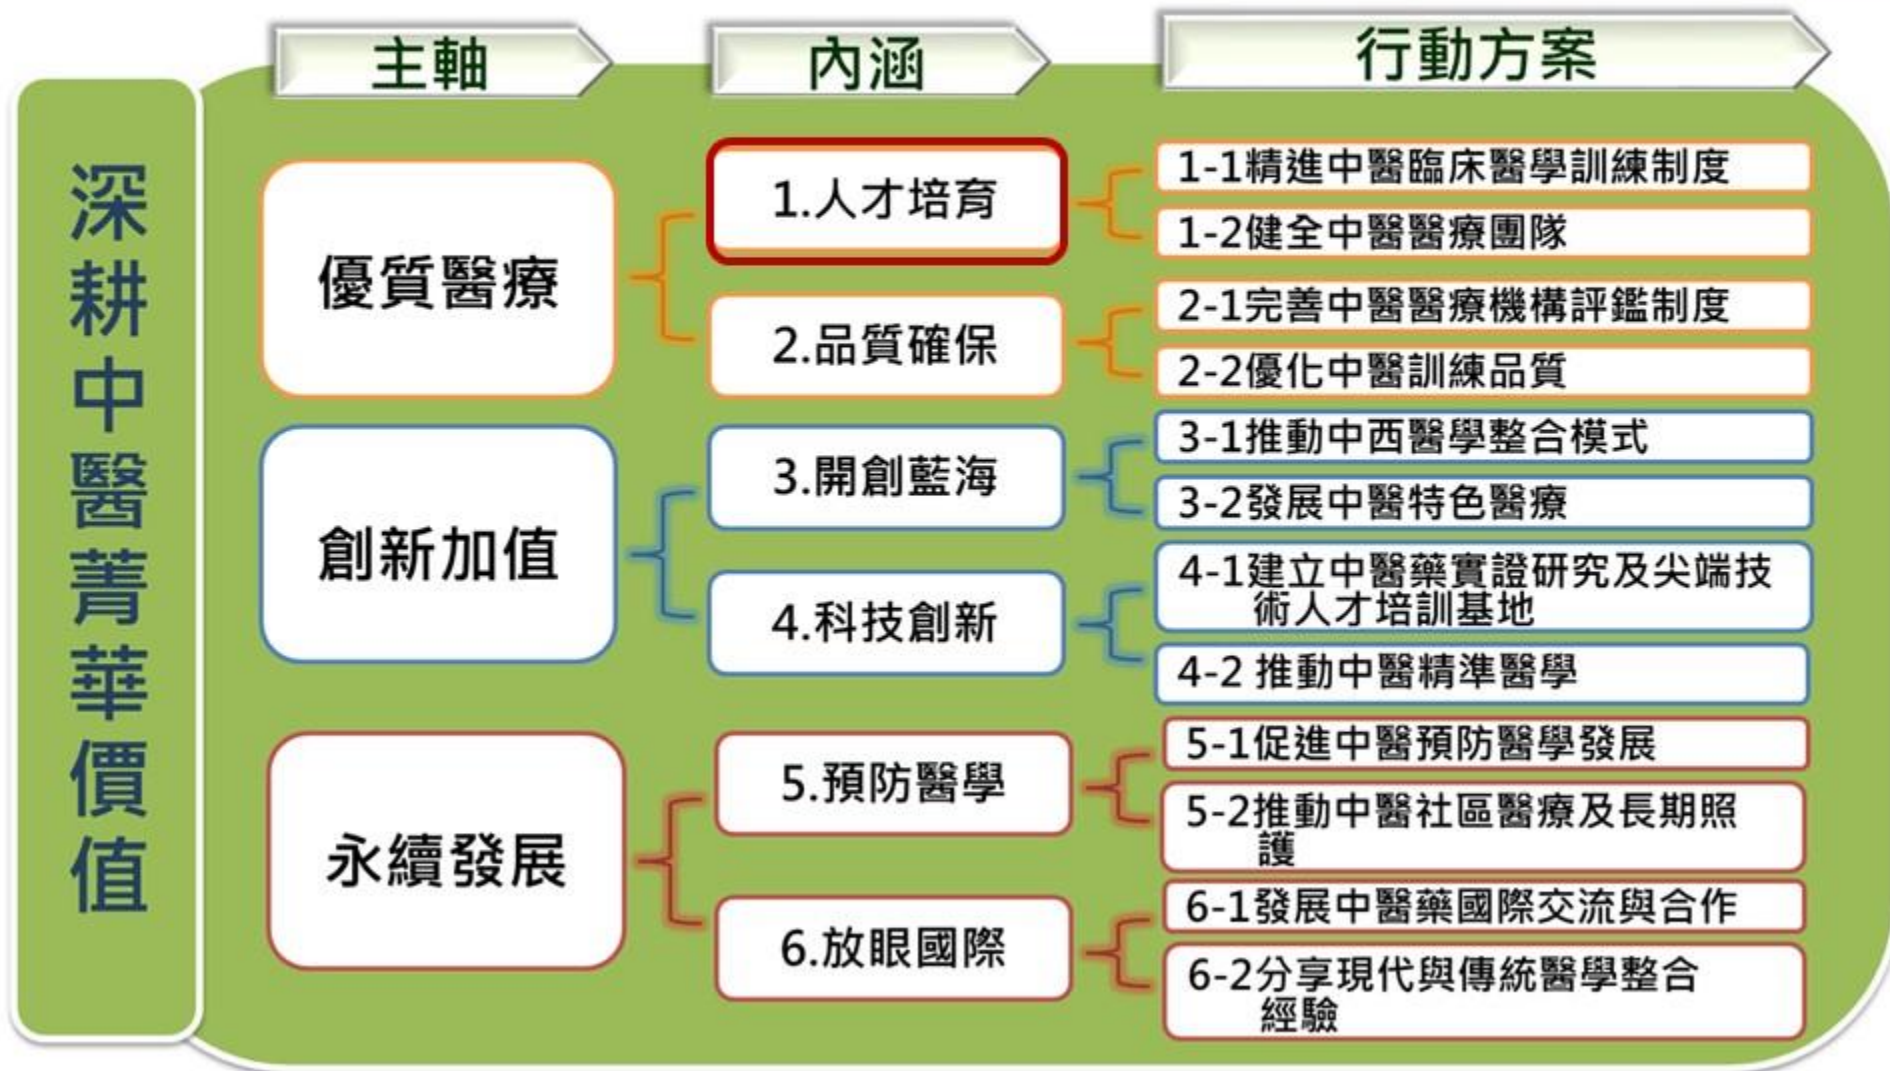 深耕中醫菁華價值
主軸
內涵
行動方案
優質醫療
1.人才培育
1-1精進中醫臨床醫學訓練制度
1-2健全中醫醫療團隊
2.品質確保
2-1完善中醫醫療機構評鑑制度
2-2優化中醫訓練品質
創新加值
3.開創藍海
3-1推動中西醫學整合模式
3-2發展中醫特色醫療
4.科技創新
4-1建立中醫藥實證研究及尖端技
術人才培訓基地
4-2 推動中醫精準醫學
永續發展
5.預防醫學
5-1促進中醫預防醫學發展
5-2推動中醫社區醫療及長期照
護
6.放眼國際
6-1發展中醫藥國際交流與合作
6-2分享現代與傳統醫學整合
經驗